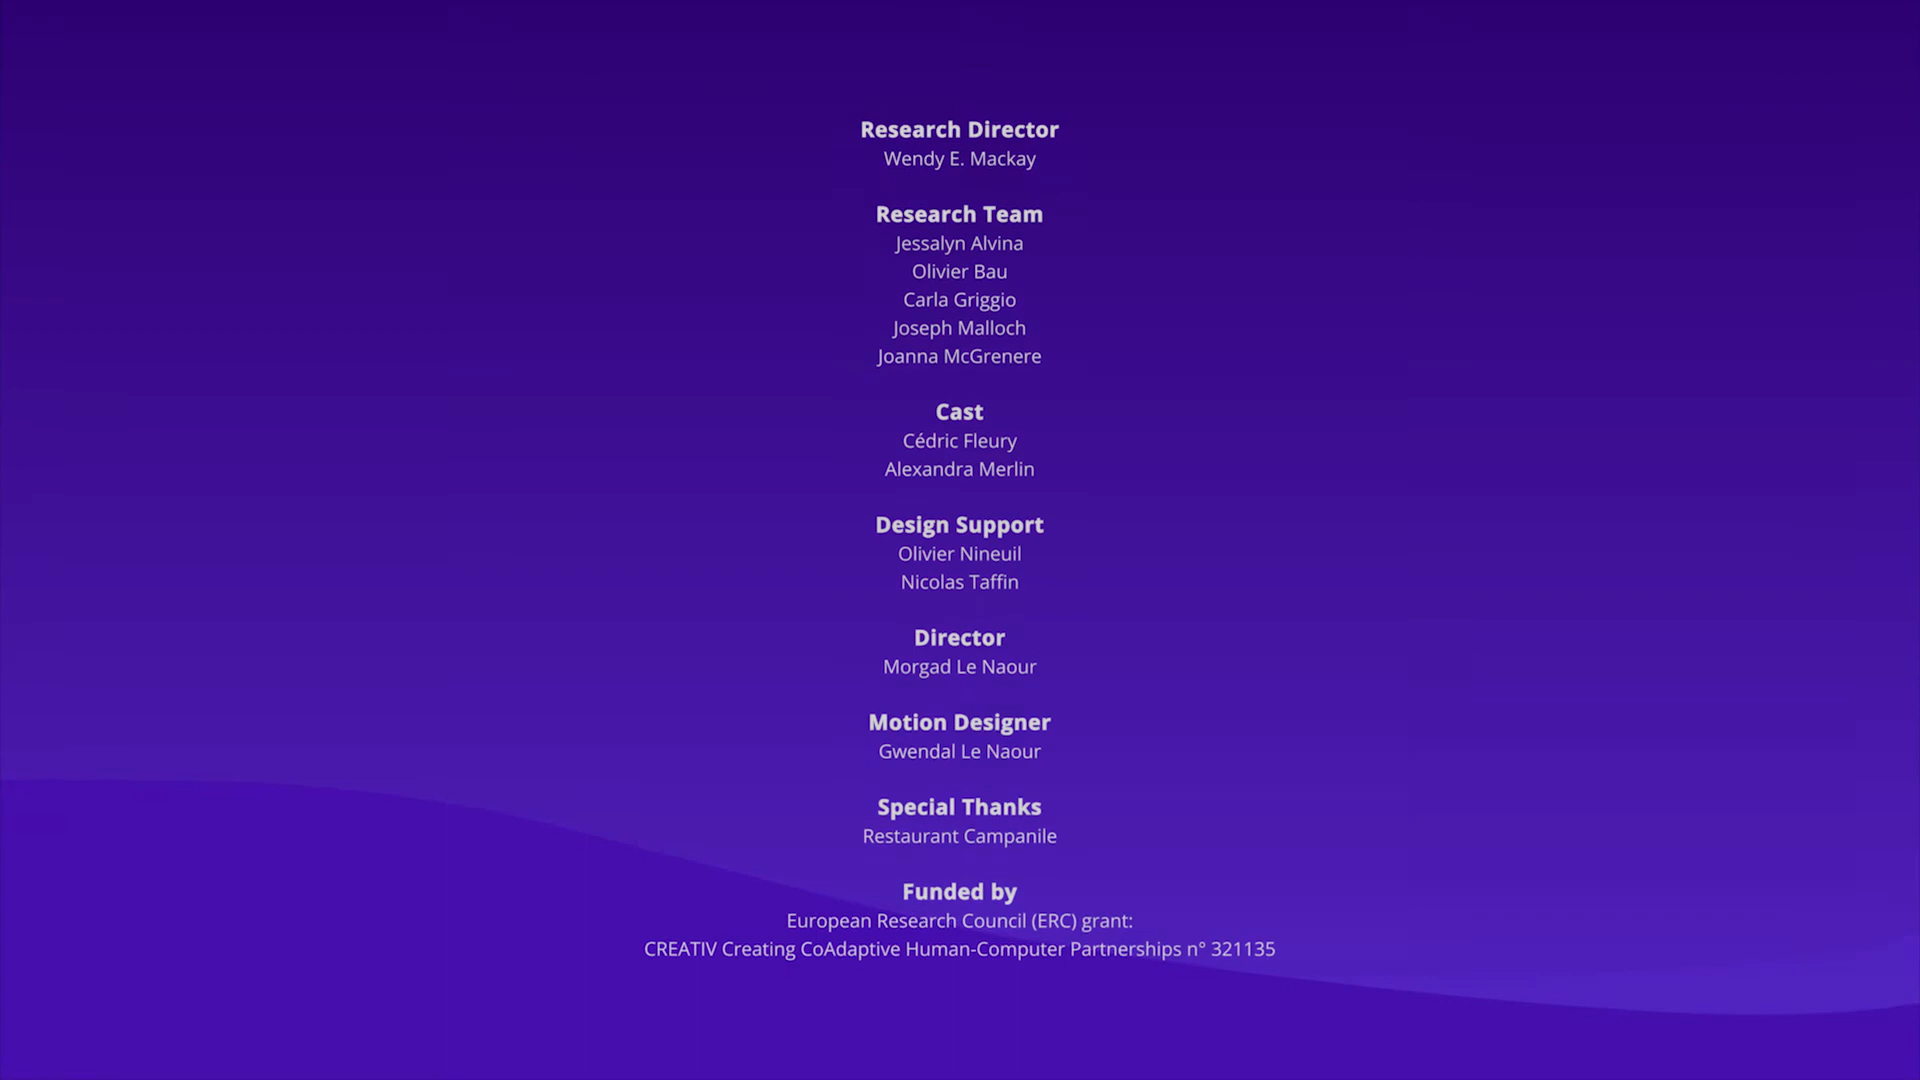 Research Director
Wendy E. Mackay
Research Team
Jessalyn Alvina
Olivier Bau
Carla Griggio
Joseph Malloch
Joanna McGrenere
Cast
Cédric Fleury
Alexandra Merlin
Design Support
Olivier Nineuil
Nicolas Taffin
Director
Morgad Le Naour
Motion Designer
Gwendal Le Naour
Special Thanks
Restaurant Campanile
Funded by
European Research Council (ERC) grant:
CREATIV Creating CoAdaptive Human-Computer Partnerships n° 321135